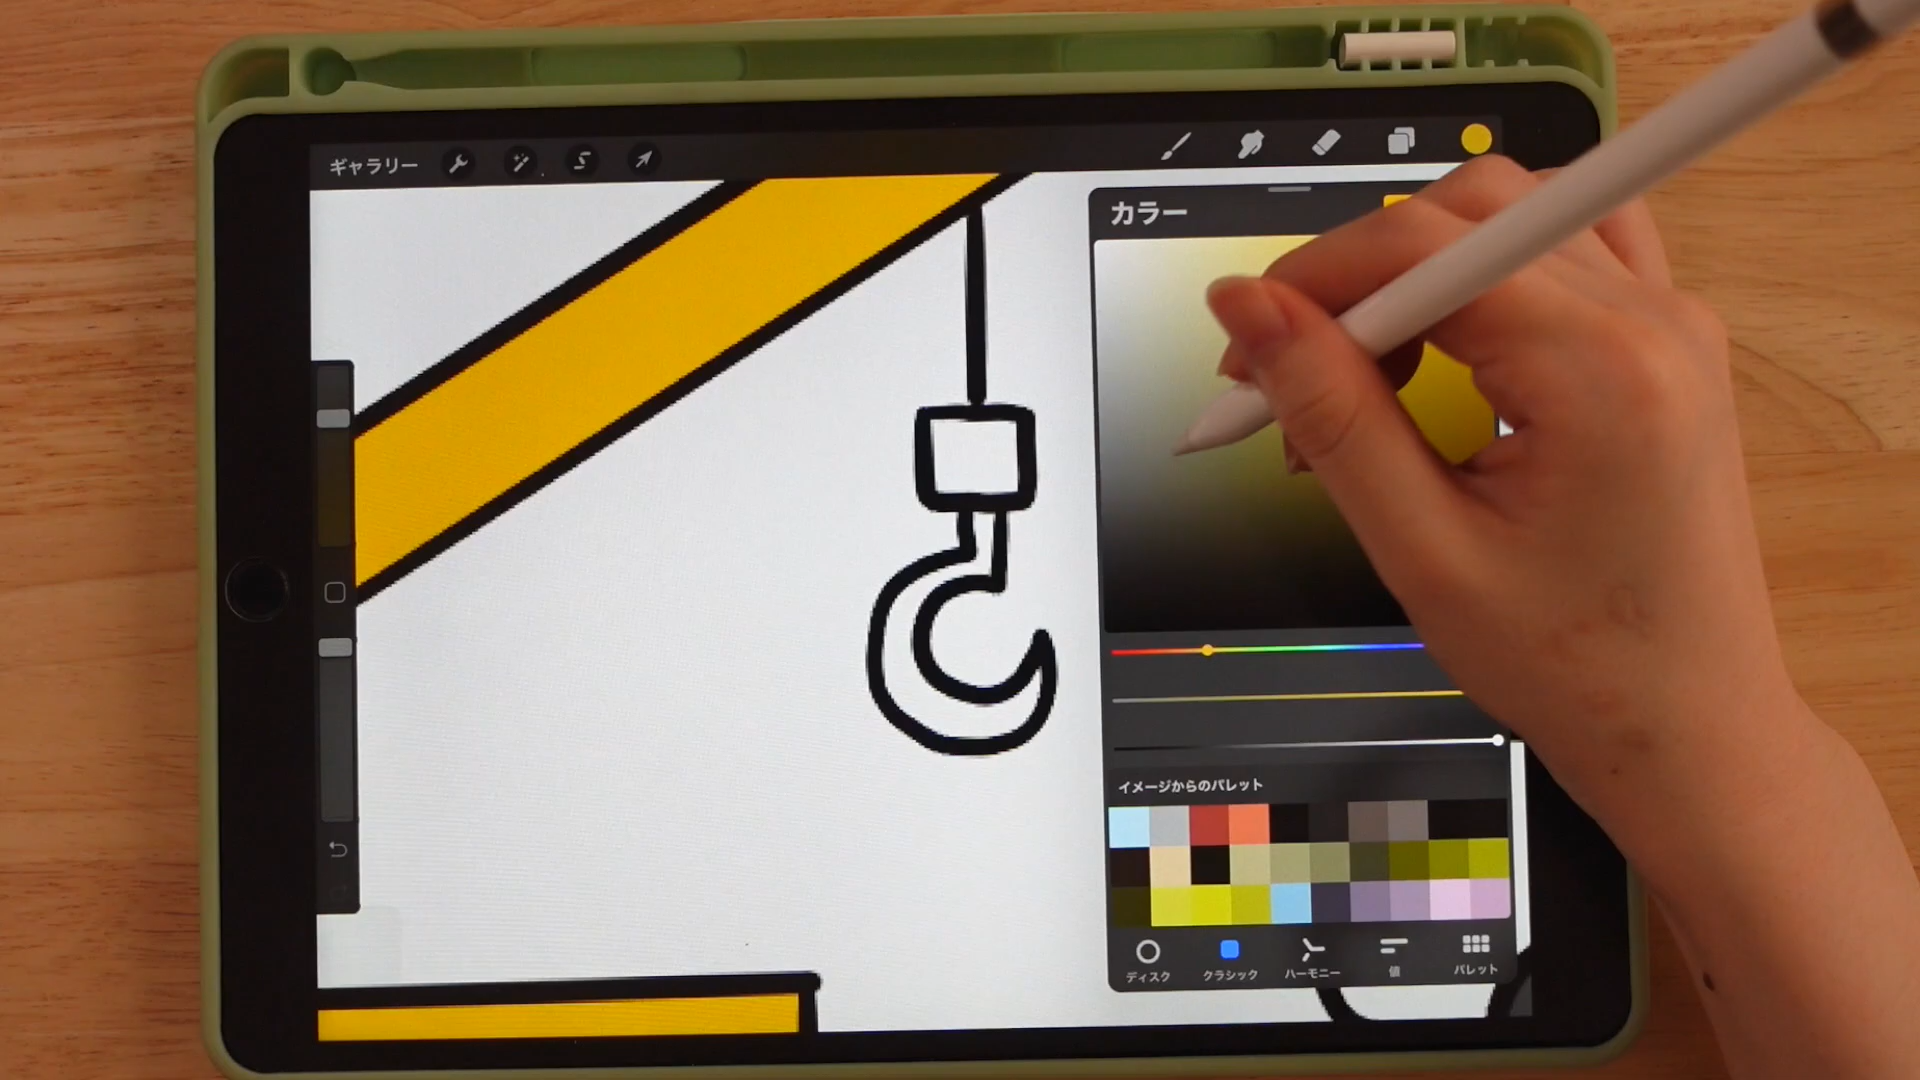 ギャラリー
カラー
イメージからのパレット
ディスク
クラシック
ハーモニー
値
パレット